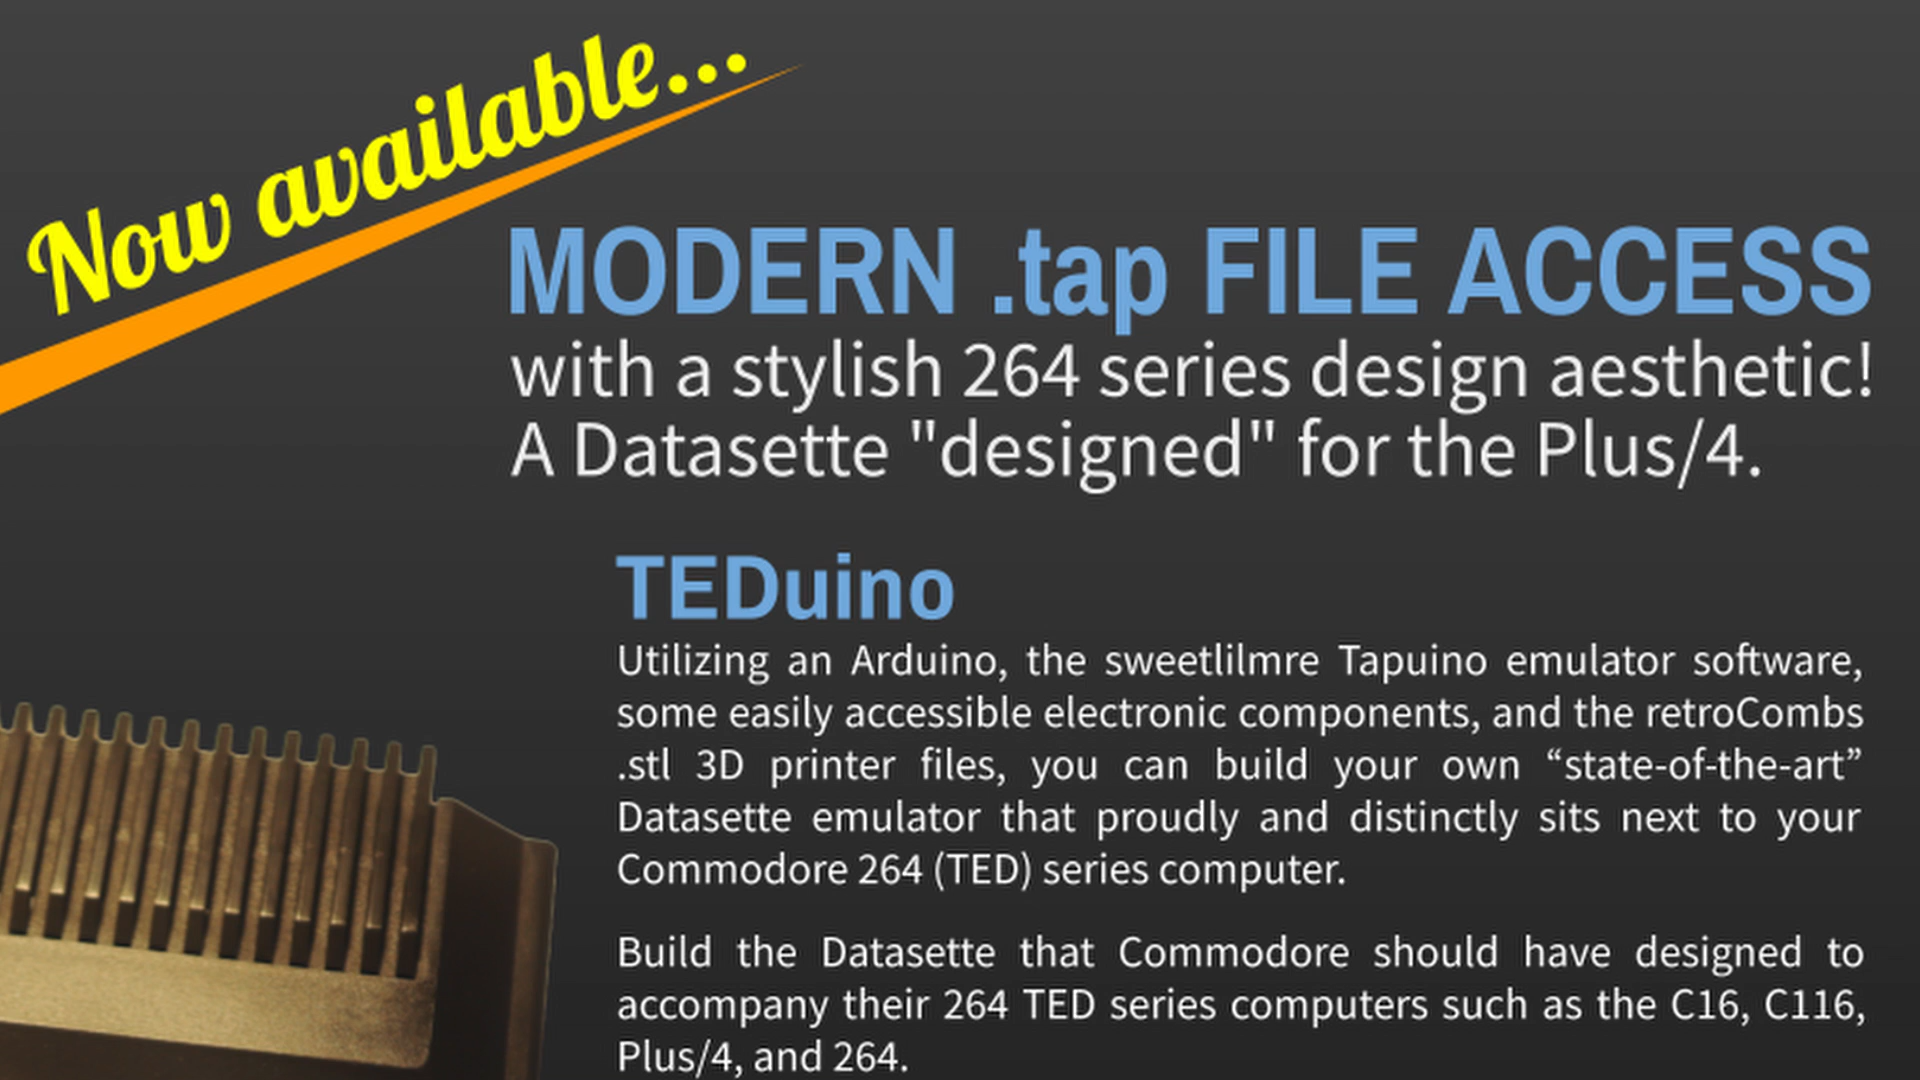 Now available...
MODERN .tap FILE ACCESS
with a stylish 264 series design aesthetic!
A Datasette "designed" for the Plus/4.
TEDuino
Utilizing an Arduino, the sweetlilmre Tapuino emulator software,
some easily accessible electronic components, and the retroCombs
.stl 3D printer files, you can build your own “state-of-the-art”
Datasette emulator that proudly and distinctly sits next to your
Commodore 264 (TED) series computer.
Build the Datasette that Commodore should have designed to
accompany their 264 TED series computers such as the C16, C116,
Plus/4, and 264.